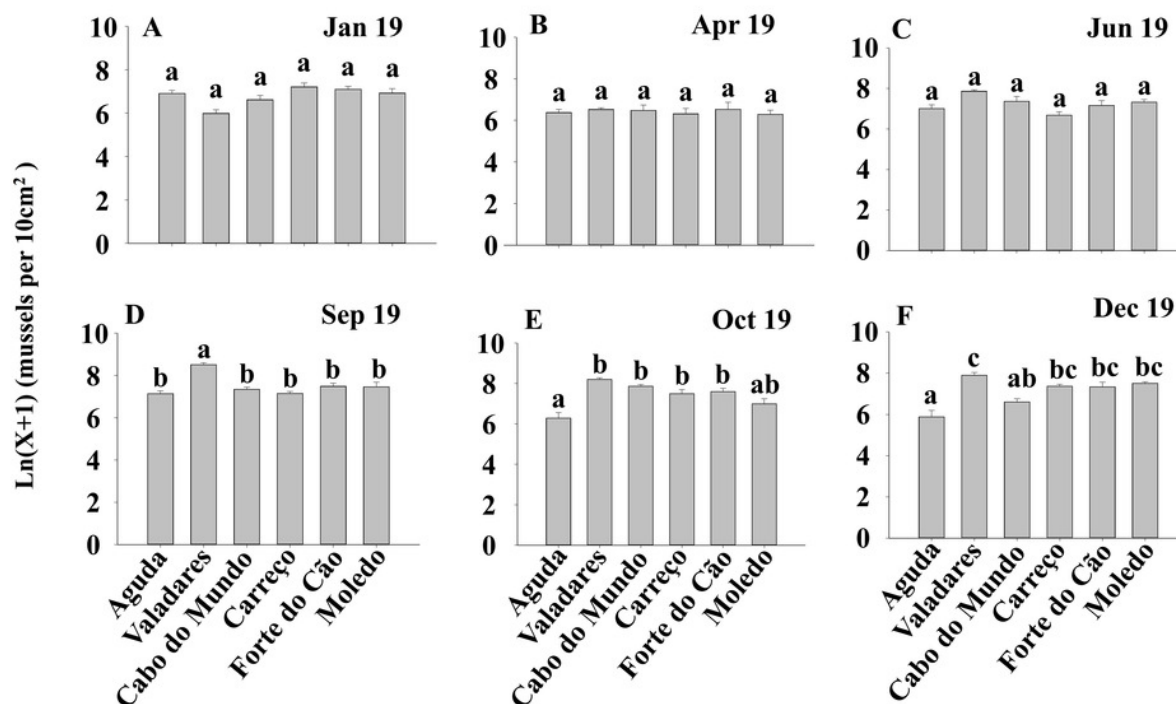 Ln(X+1) (mussels per 10cm²)
A Jan 19
10
8
6
4
2
0
a a a a a a
B Apr 19
10
8
6
4
2
0
a a a a a a
C Jun 19
10
8
6
4
2
0
a a a a a a
D Sep 19
10
8
6
4
2
0
b a b b b b
Aguda
Valadares
Cabo do Mundo
Carreço
Forte do Cão
Moledo
E Oct 19
10
8
6
4
2
0
a b b b b ab
Aguda
Valadares
Cabo do Mundo
Carreço
Forte do Cão
Moledo
F Dec 19
10
8
6
4
2
0
a c ab bc bc bc
Aguda
Valadares
Cabo do Mundo
Carreço
Forte do Cão
Moledo